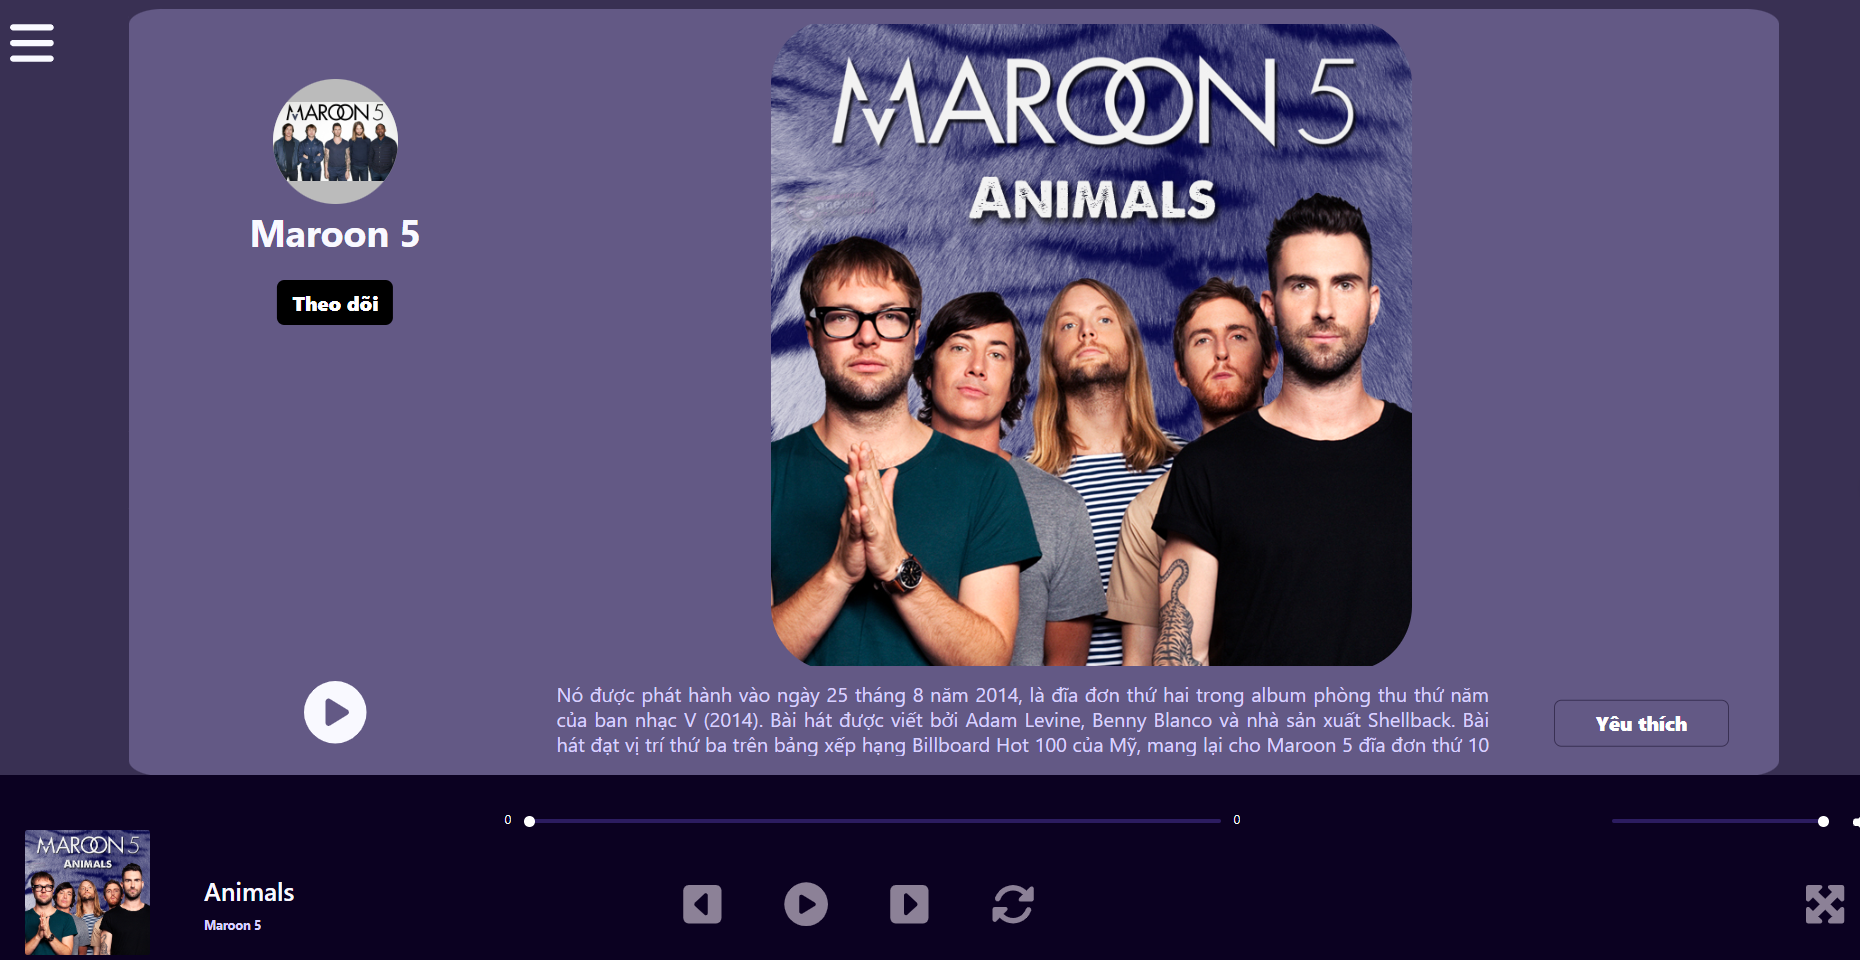 MAROON 5
Maroon 5
Theo dõi
MAROON 5
ANIMALS
Nó được phát hành vào ngày 25 tháng 8 năm 2014, là đĩa đơn thứ hai trong album phòng thu thứ năm
của ban nhạc V (2014). Bài hát được viết bởi Adam Levine, Benny Blanco và nhà sản xuất Shellback. Bài
hát đạt vị trí thứ ba trên bảng xếp hạng Billboard Hot 100 của Mỹ, mang lại cho Maroon 5 đĩa đơn thứ 10
Yêu thích
0
0
MAROON 5
ANIMALS
Animals
Maroon 5